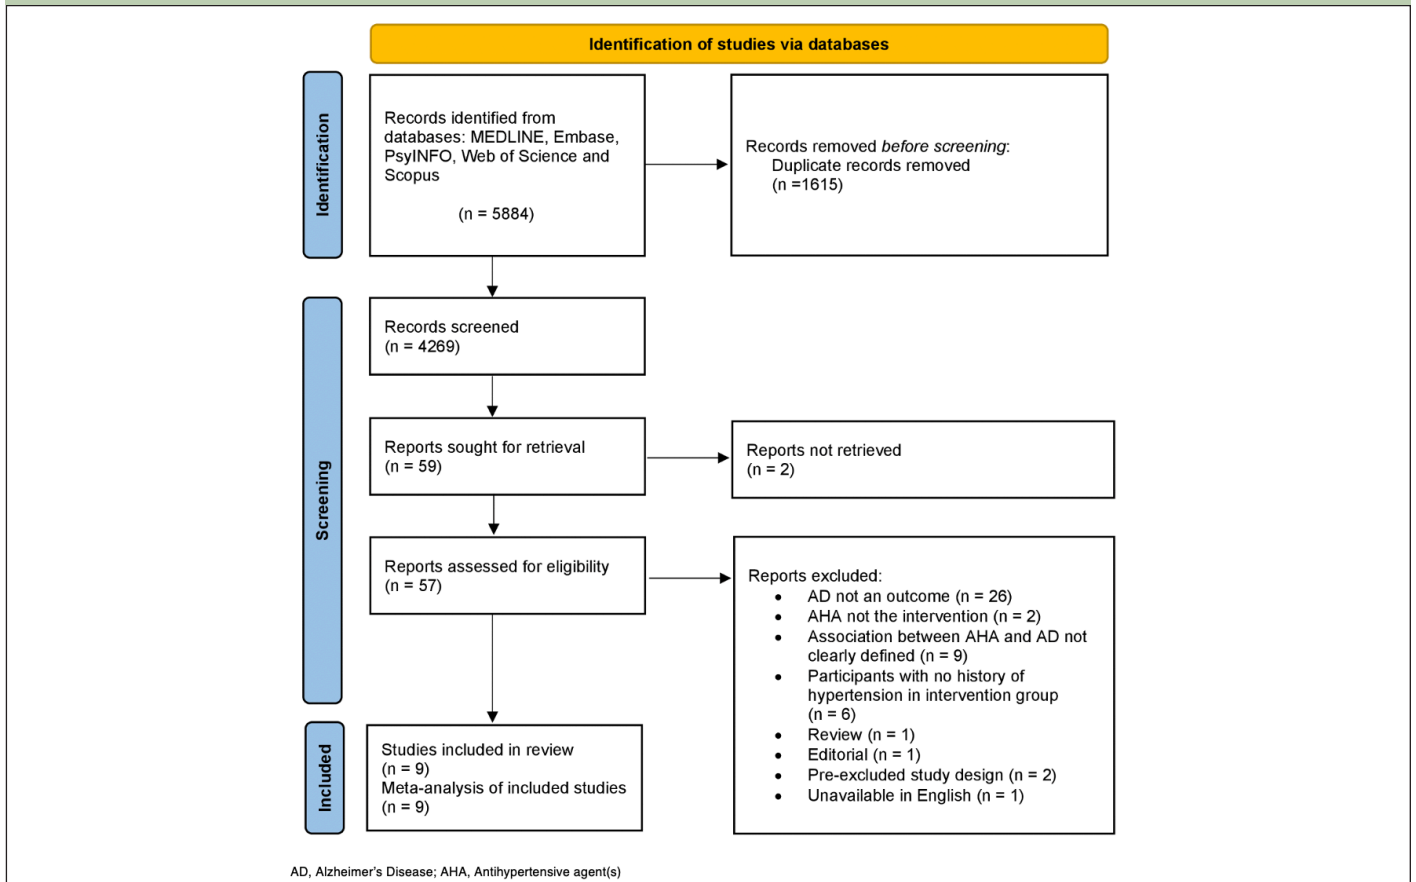 Identification of studies via databases
Identification
Records identified from
databases: MEDLINE, Embase,
PsyINFO, Web of Science and
Scopus
(n = 5884)
Records removed before screening:
Duplicate records removed
(n =1615)
Screening
Records screened
(n = 4269)
Reports sought for retrieval
(n = 59)
Reports not retrieved
(n = 2)
Reports assessed for eligibility
(n = 57)
Reports excluded:
• AD not an outcome (n = 26)
• AHA not the intervention (n = 2)
• Association between AHA and AD not
clearly defined (n = 9)
• Participants with no history of
hypertension in intervention group
(n = 6)
• Review (n = 1)
• Editorial (n = 1)
• Pre-excluded study design (n = 2)
• Unavailable in English (n = 1)
Included
Studies included in review
(n = 9)
Meta-analysis of included studies
(n = 9)
AD, Alzheimer's Disease; AHA, Antihypertensive agent(s)